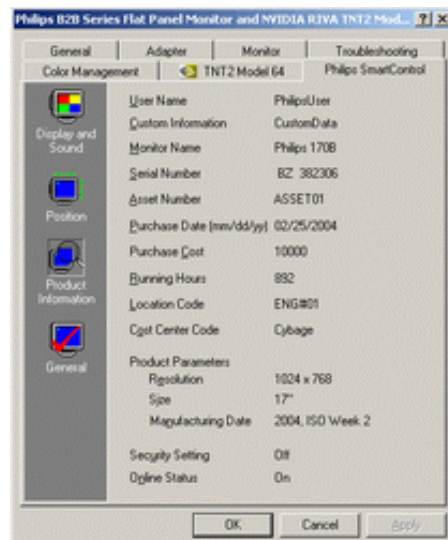 Philips B2B Series Flat Panel Monitor and NVIDIA RIVA TNT2 Mod...
General Adapter Monitor Troubleshooting
Color Management TNT2 Model 64 Philips SmartControl
Display and Sound
Position
Product Information
General
User Name PhilipsUser
Custom Information CustomData
Monitor Name Philips 170B
Serial Number BZ 382306
Asset Number ASSET01
Purchase Date (mm/dd/yy) 02/25/2004
Purchase Cost 10000
Running Hours 892
Location Code ENG#01
Cost Center Code Cybage
Product Parameters
Resolution 1024 x 768
Size 17"
Manufacturing Date 2004, ISO Week 2
Security Setting Off
Online Status On
OK Cancel Apply